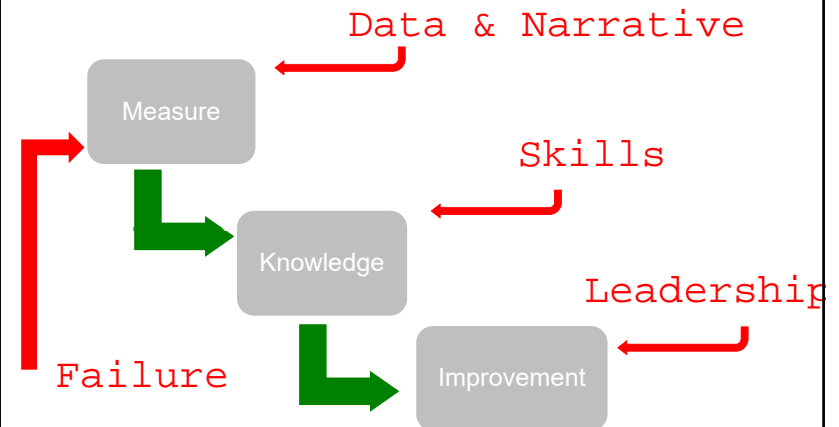 Data & Narrative
Measure
Skills
Knowledge
Leadership
Improvement
Failure